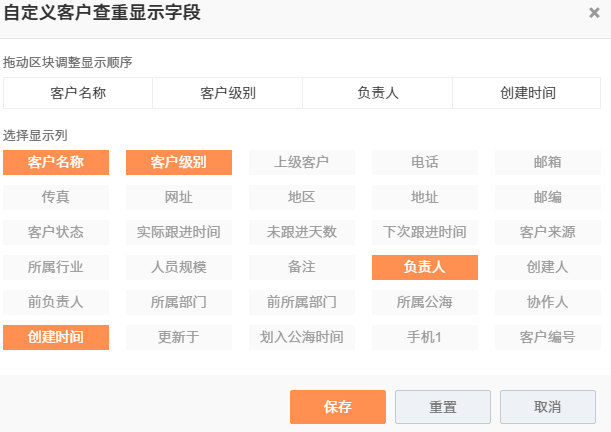 自定义客户查重显示字段
拖动区块调整显示顺序
客户名称 客户级别 负责人 创建时间
选择显示列
客户名称 客户级别 上级客户 电话 邮箱
传真 网址 地区 地址 邮编
客户状态 实际跟进时间 未跟进天数 下次跟进时间 客户来源
所属行业 人员规模 备注 负责人 创建人
前负责人 所属部门 前所属部门 所属公海 协作人
创建时间 更新于 划入公海时间 手机1 客户编号
保存 重置 取消